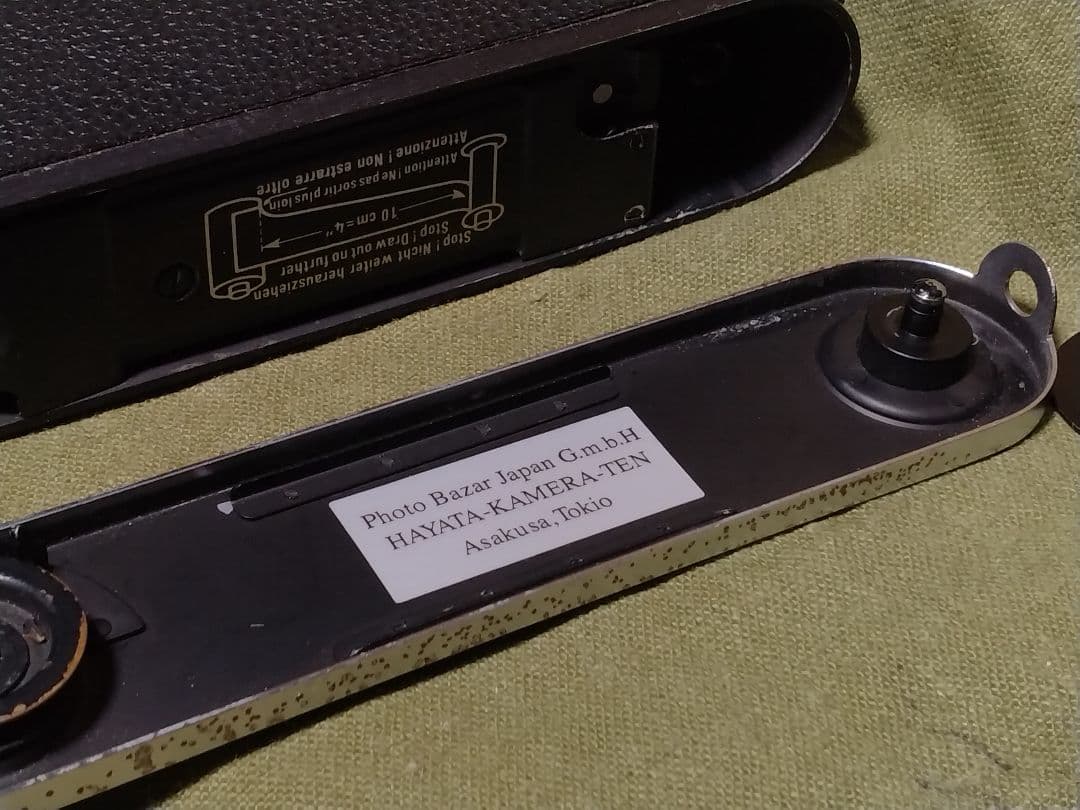 Stop! Nicht weiter herausziehen
Stop! Draw out no further
10 cm=4"
Attention! Ne pas sortir plus loin
Attenzione! Non estrarre oltre
Photo Bazar Japan G.m.b.H
HAYATA-KAMERA-TEN
Asakusa,Tokio